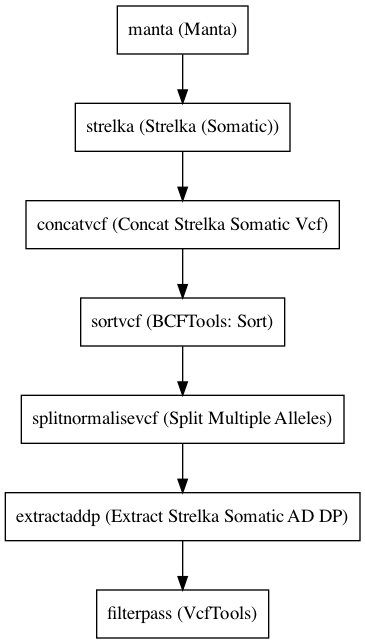 manta (Manta)
strelka (Strelka (Somatic))
concatvcf (Concat Strelka Somatic Vcf)
sortvcf (BCFTools: Sort)
splitnormalisevcf (Split Multiple Alleles)
extractaddp (Extract Strelka Somatic AD DP)
filterpass (VcfTools)